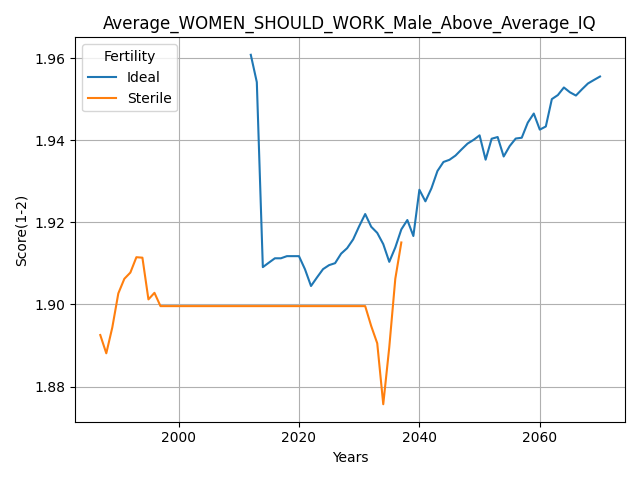 Average_WOMEN_SHOULD_WORK_Male_Above_Average_IQ
Fertility
Ideal
Sterile
Score(1-2)
1.96
1.94
1.92
1.90
1.88
2000 2020 2040 2060
Years